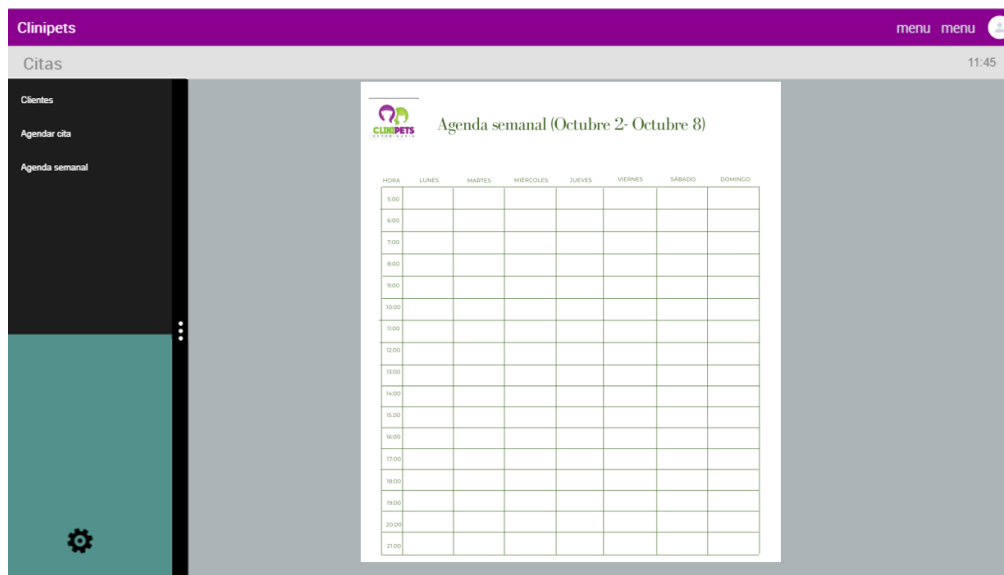 Clinipets
menu menu
Citas
11:45
Clientes
Agendar cita
Agenda semanal
CLINIPETS
VETERINARIA
Agenda semanal (Octubre 2- Octubre 8)
HORA LUNES MARTES MIÉRCOLES JUEVES VIERNES SÁBADO DOMINGO
5:00
6:00
7:00
8:00
9:00
10:00
11:00
12:00
13:00
14:00
15:00
16:00
17:00
18:00
19:00
20:00
21:00